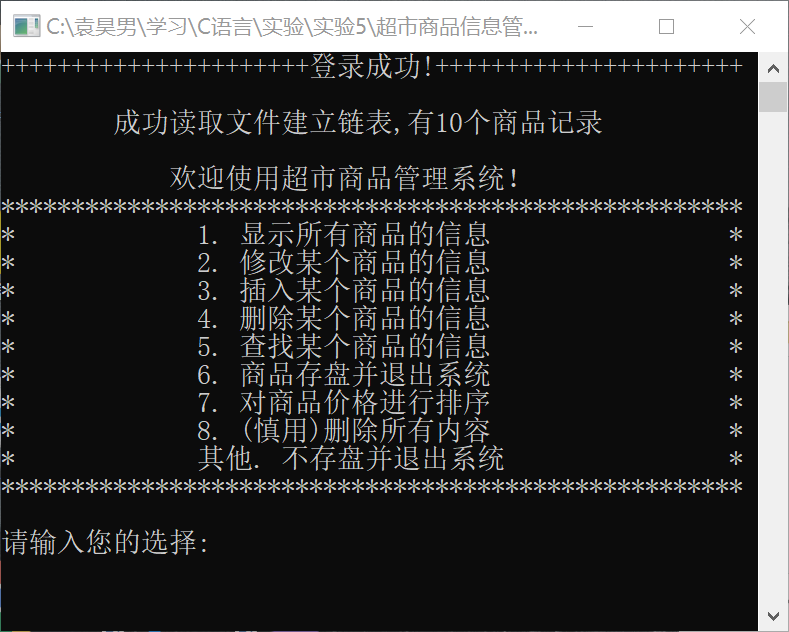 C:\袁昊男\学习\C语言\实验\实验5\超市商品信息管...
++++++++++++++++++++++登录成功!++++++++++++++++++++++
成功读取文件建立链表,有10个商品记录
欢迎使用超市商品管理系统!
*****************************************************
* 1. 显示所有商品的信息 *
* 2. 修改某个商品的信息 *
* 3. 插入某个商品的信息 *
* 4. 删除某个商品的信息 *
* 5. 查找某个商品的信息 *
* 6. 商品存盘并退出系统 *
* 7. 对商品价格进行排序 *
* 8. (慎用)删除所有内容 *
* 其他. 不存盘并退出系统 *
*****************************************************
请输入您的选择: